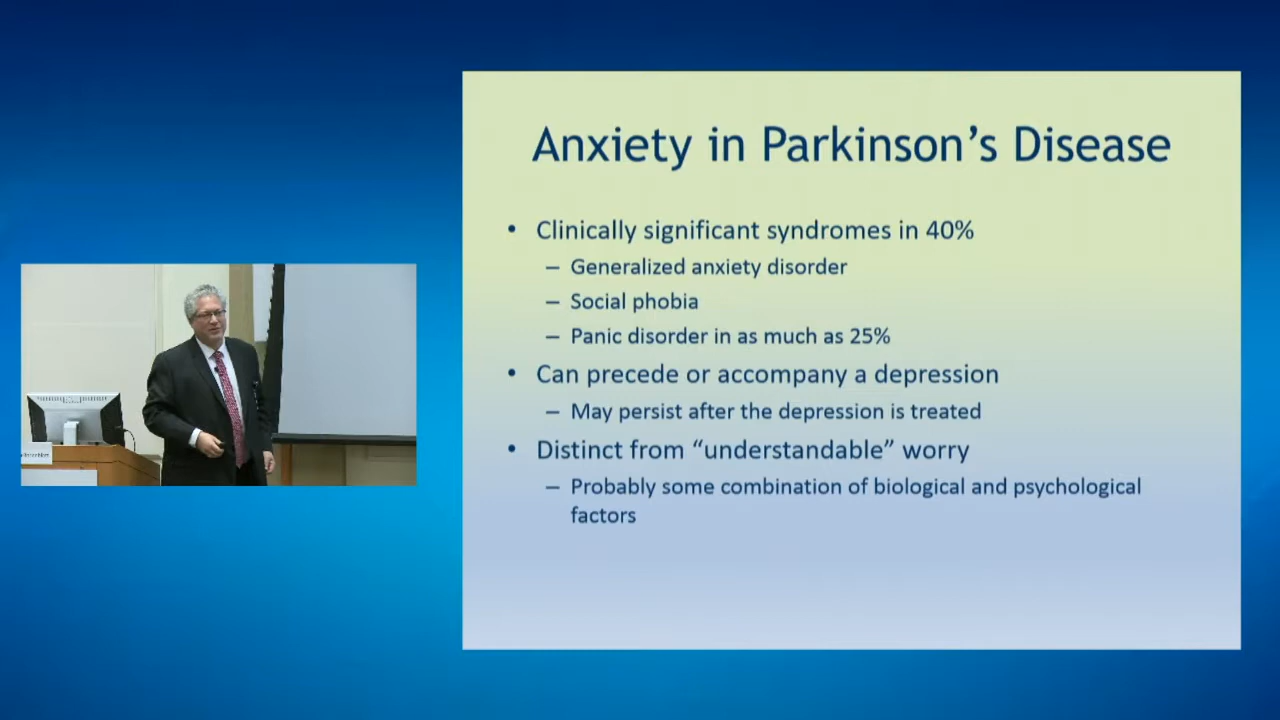 Anxiety in Parkinson’s Disease
• Clinically significant syndromes in 40%
– Generalized anxiety disorder
– Social phobia
– Panic disorder in as much as 25%
• Can precede or accompany a depression
– May persist after the depression is treated
• Distinct from “understandable” worry
– Probably some combination of biological and psychological
factors